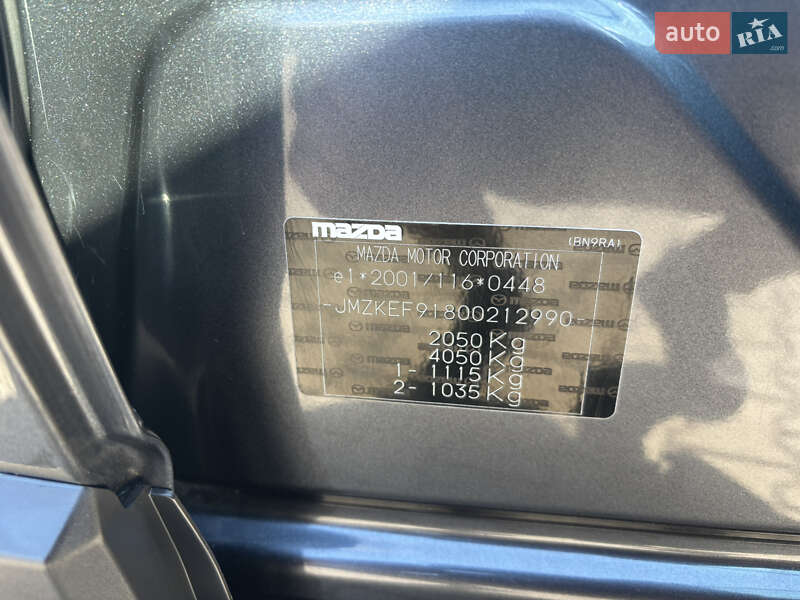 auto RIA .com
mazda
(BN9RA)
MAZDA MOTOR CORPORATION
e1*2001/116*0448
-JMZKEF91800212990-
2050 Kg
4050 Kg
1- 1115 Kg
2- 1035 Kg